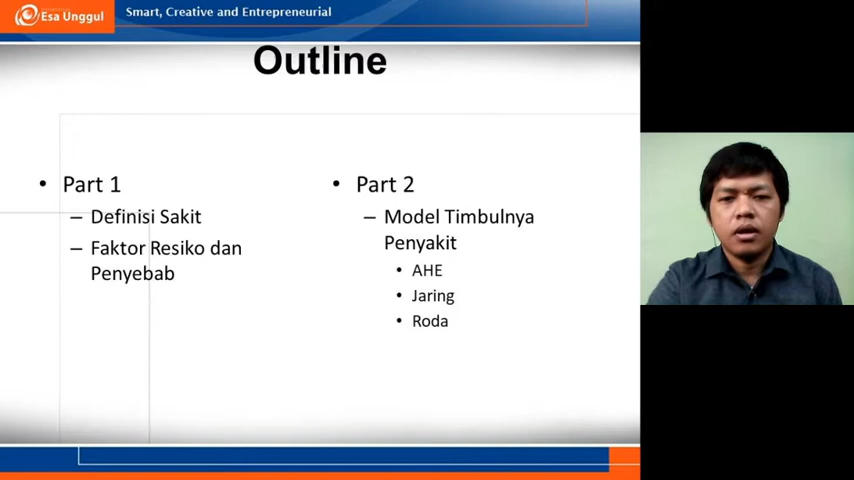 Esa Unggul
Smart, Creative and Entrepreneurial
Outline
• Part 1
– Definisi Sakit
– Faktor Resiko dan
Penyebab
• Part 2
– Model Timbulnya
Penyakit
• AHE
• Jaring
• Roda